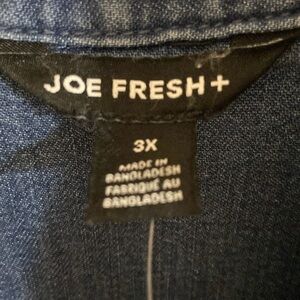 JOE FRESH+
3X
MADE IN
BANGLADESH
FABRIQUÉ AU
BANGLADESH